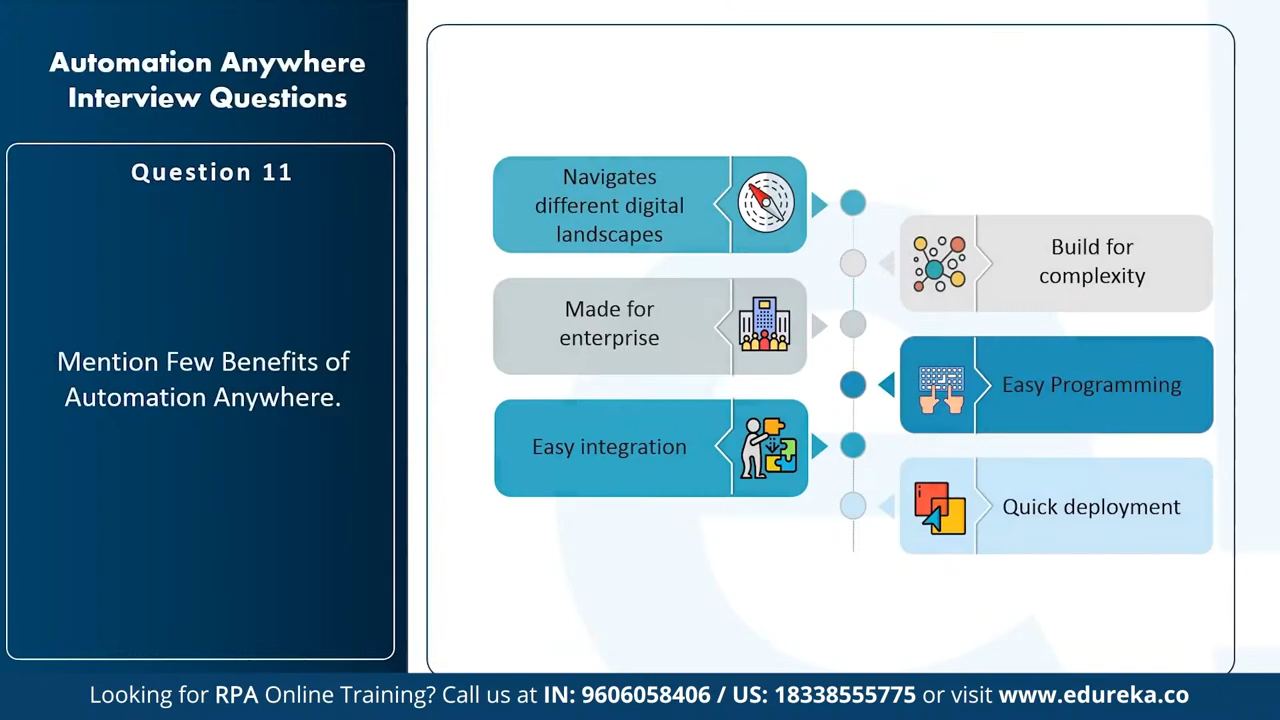 Automation Anywhere
Interview Questions
Question 11
Mention Few Benefits of
Automation Anywhere.
Navigates
different digital
landscapes
Build for
complexity
Made for
enterprise
Easy Programming
Easy integration
Quick deployment
Looking for RPA Online Training? Call us at IN: 9606058406 / US: 18338555775 or visit www.edureka.co